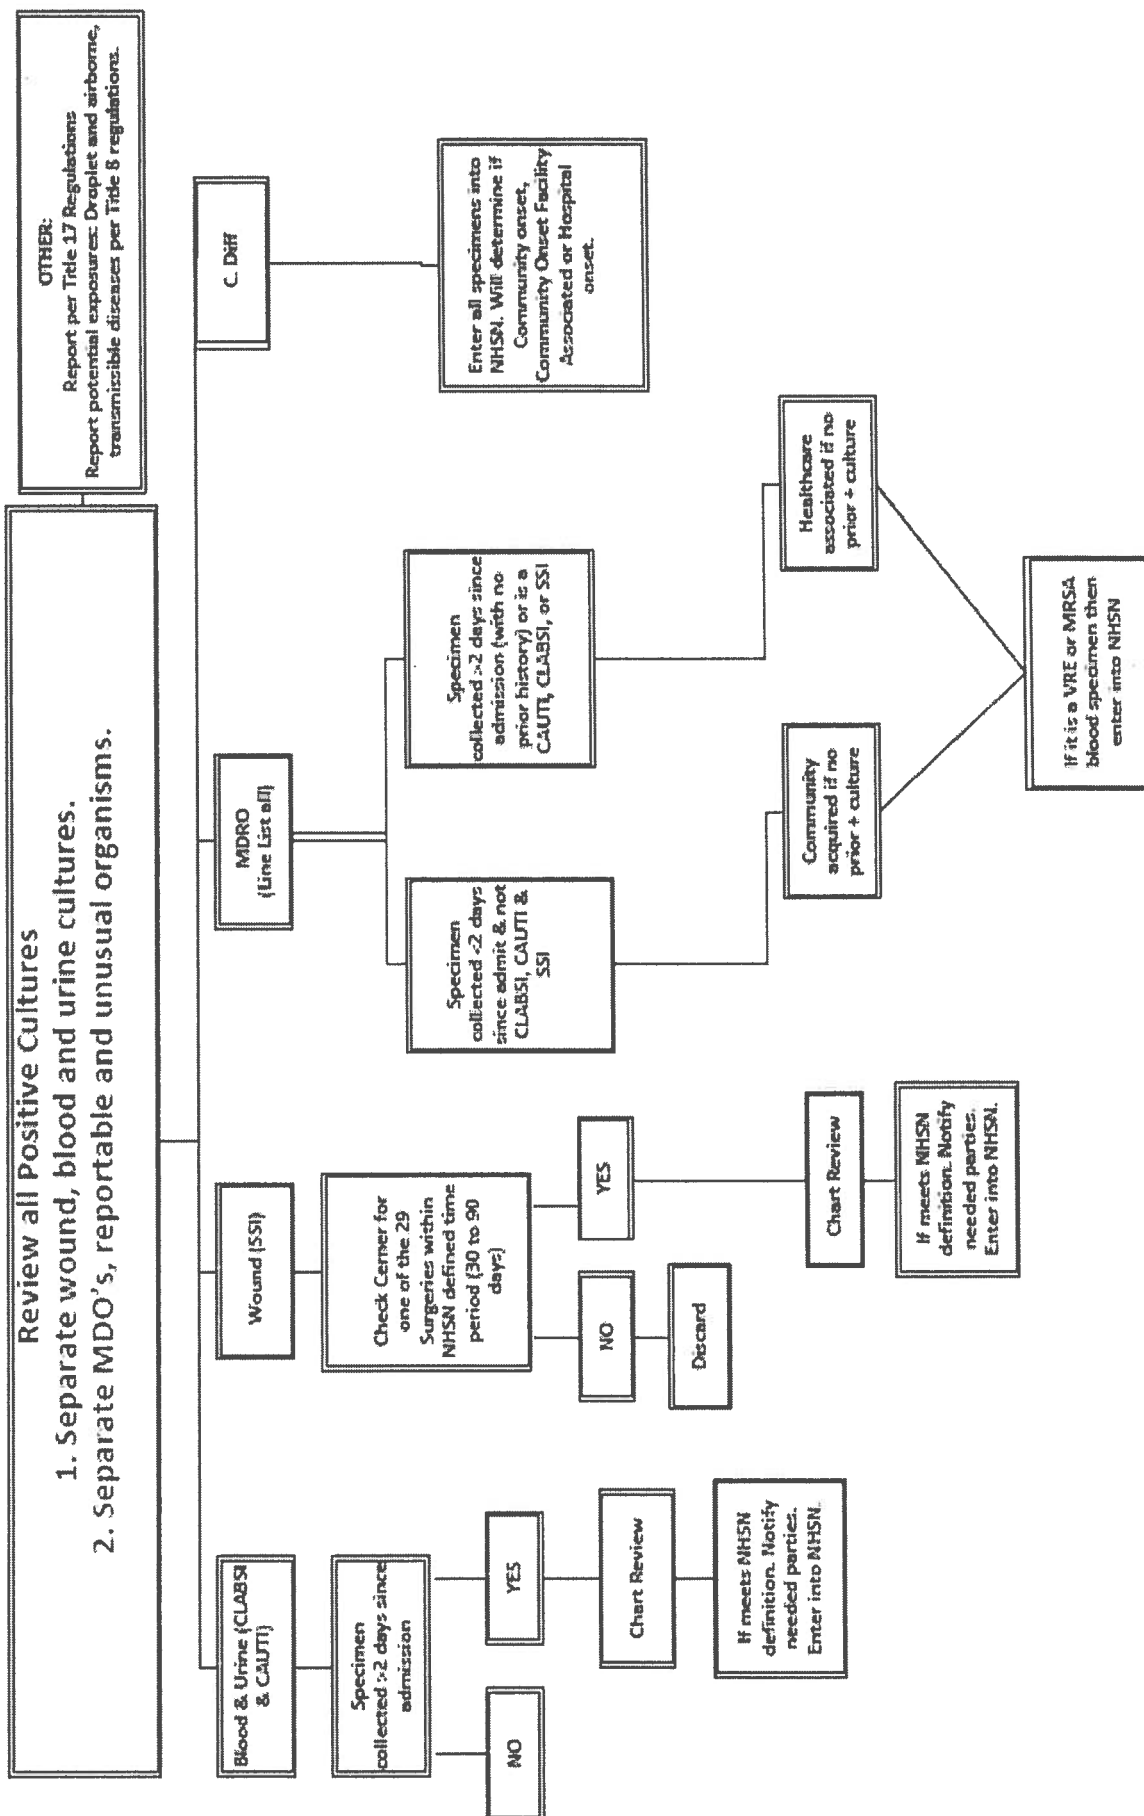 Review all Positive Cultures
1. Separate wound, blood and urine cultures.
2. Separate MDO's, reportable and unusual organisms.
OTHER:
Report per Title 17 Regulations
Report potential exposures: Droplet and airborne,
transmissible diseases per Title 8 regulations.
Blood & Urine (CLABSI
& CAUTI)
Specimen
collected >2 days since
admission
NO
YES
Chart Review
If meets NHSN
definition. Notify
needed parties.
Enter into NHSN.
Wound (SSI)
Check Cerner for
one of the 29
Surgeries within
NHSN defined time
period (30 to 90
days)
NO
Discard
YES
Chart Review
If meets NHSN
definition. Notify
needed parties.
Enter into NHSN.
MDRO
(Line List all)
Specimen
collected <2 days
since admit & not
CLABSI, CAUTI &
SSI
Community
acquired if no
prior + culture
Specimen
collected >2 days since
admission (with no
prior history) or is a
CAUTI, CLABSI, or SSI
Healthcare
associated if no
prior + culture
If it is a VRE or MRSA
blood specimen then
enter into NHSN
C. Diff
Enter all specimens into
NHSN. Will determine if
Community onset,
Community Onset Facility
Associated or Hospital
onset.